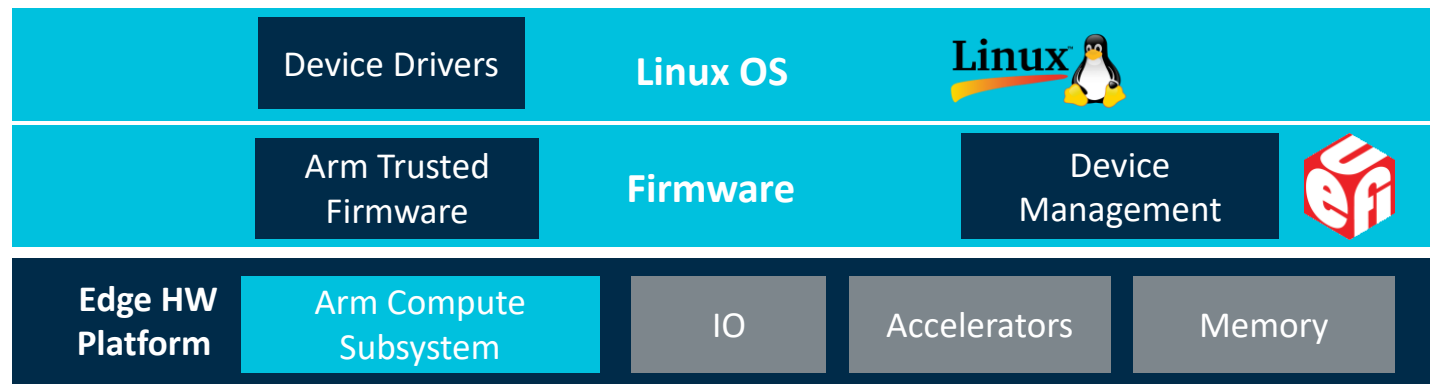 Device Drivers
Linux OS
Linux
Arm Trusted
Firmware
Firmware
Device
Management
UEFI
Edge HW
Platform
Arm Compute
Subsystem
IO
Accelerators
Memory